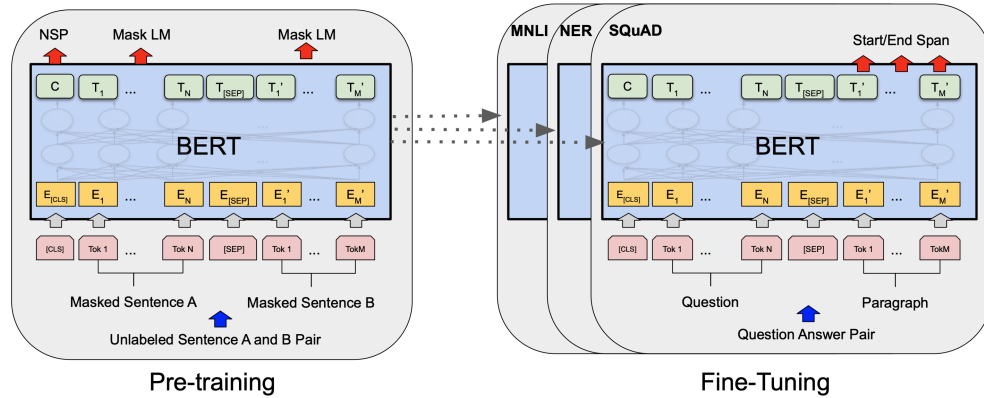 NSP Mask LM Mask LM
C T1 ... TN T[SEP] T1' ... TM'
...
BERT
...
E[CLS] E1 ... EN E[SEP] E1' ... EM'
[CLS] Tok 1 ... Tok N [SEP] Tok 1 ... TokM
Masked Sentence A Masked Sentence B
Unlabeled Sentence A and B Pair
Pre-training
MNLI NER SQuAD
Start/End Span
C T1 ... TN T[SEP] T1' ... TM'
...
BERT
...
E[CLS] E1 ... EN E[SEP] E1' ... EM'
[CLS] Tok 1 ... Tok N [SEP] Tok 1 ... TokM
Question Paragraph
Question Answer Pair
Fine-Tuning